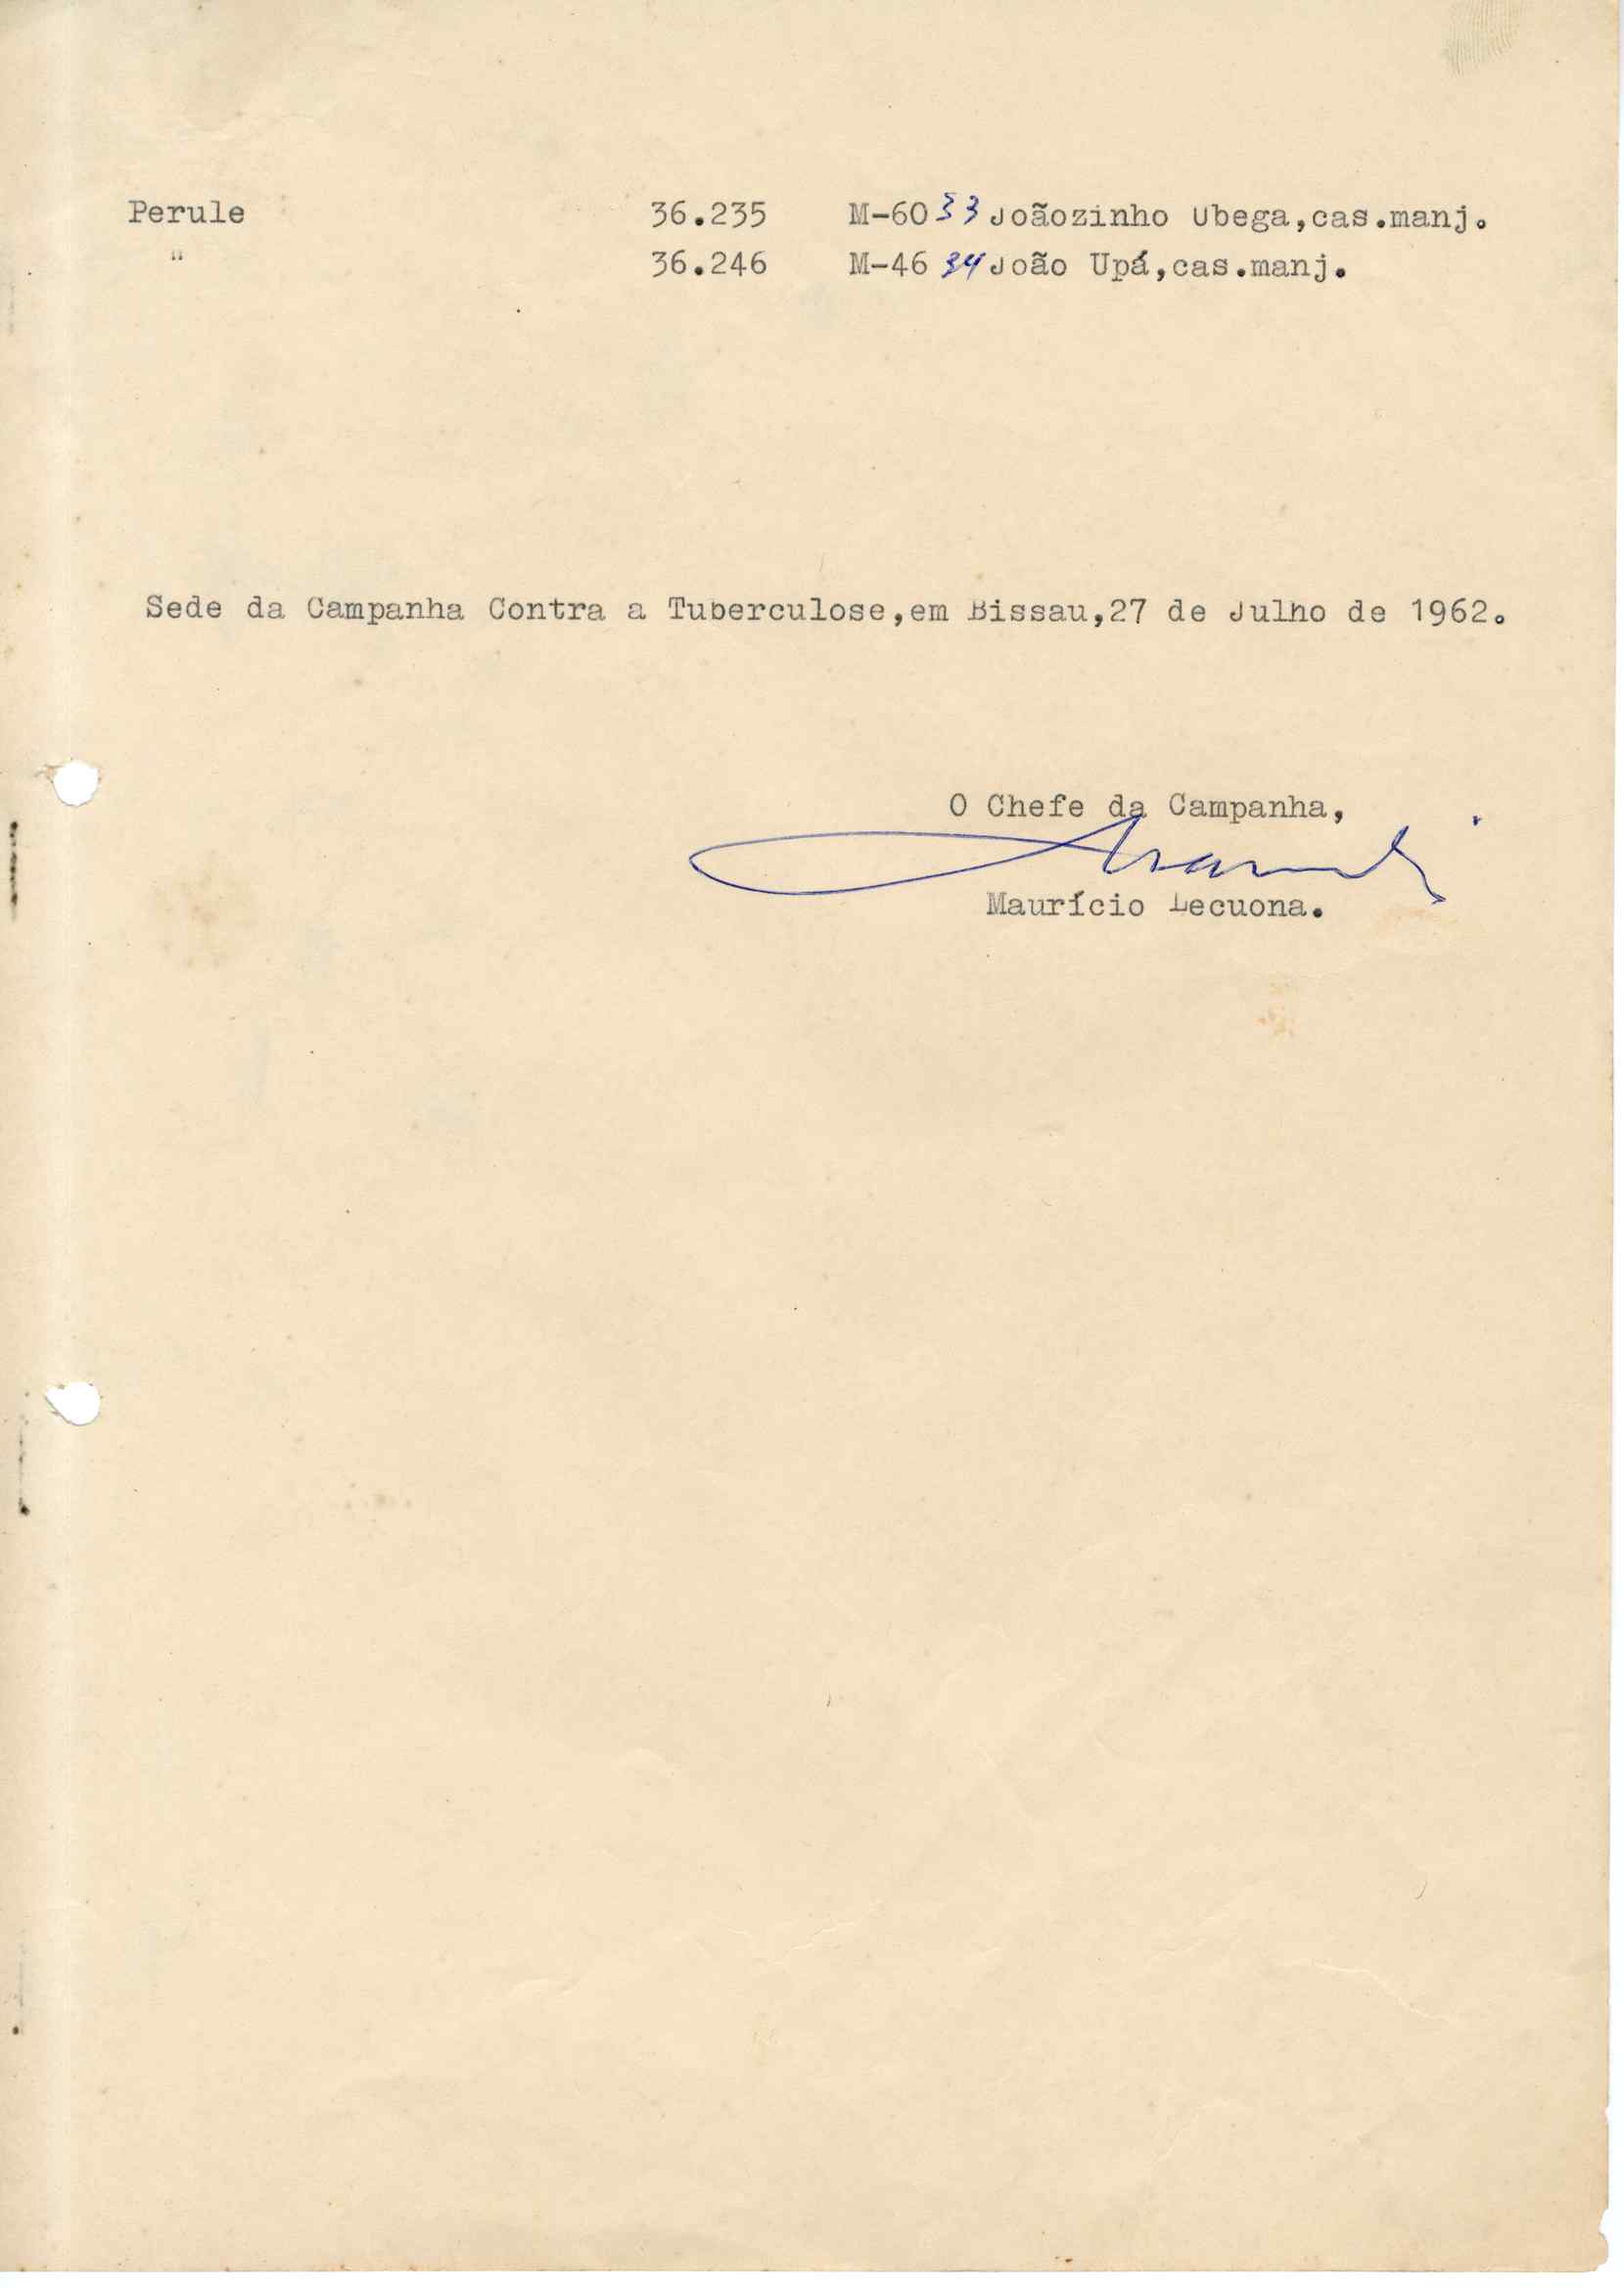 Perule 36.235 M-60 33 Joãozinho Ubega,cas.manj.
" 36.246 M-46 34 João Upá,cas.manj.
Sede da Campanha Contra a Tuberculose,em Bissau,27 de Julho de 1962.
O Chefe da Campanha,
Maurício Lecuona.